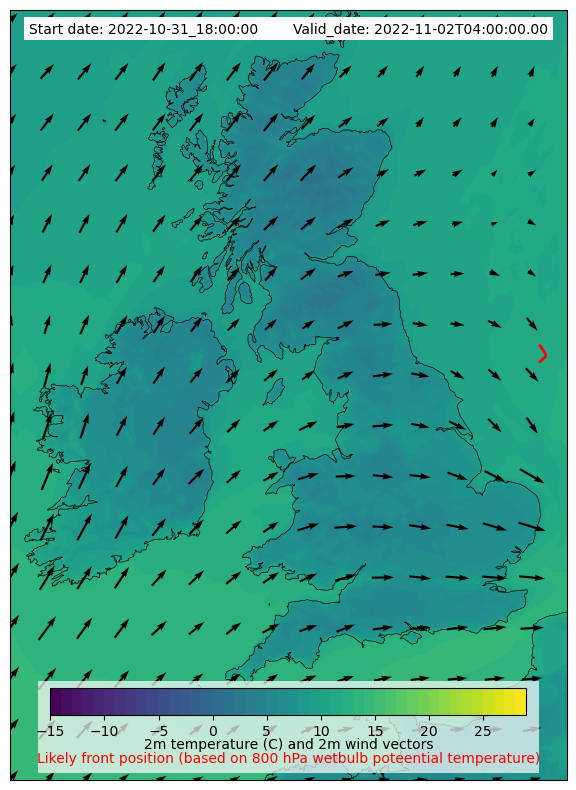 Start date: 2022-10-31_18:00:00 Valid_date: 2022-11-02T04:00:00.00
−15 −10 −5 0 5 10 15 20 25
2m temperature (C) and 2m wind vectors
Likely front position (based on 800 hPa wetbulb poteential temperature)